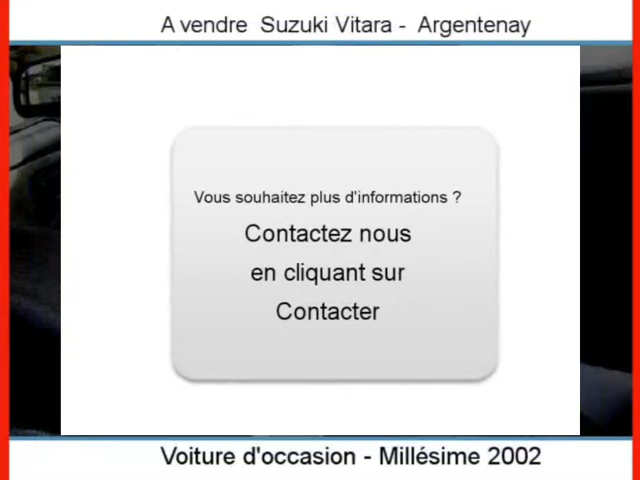 A vendre Suzuki Vitara - Argentenay
Vous souhaitez plus d'informations ?
Contactez nous
en cliquant sur
Contacter
Voiture d'occasion - Millésime 2002